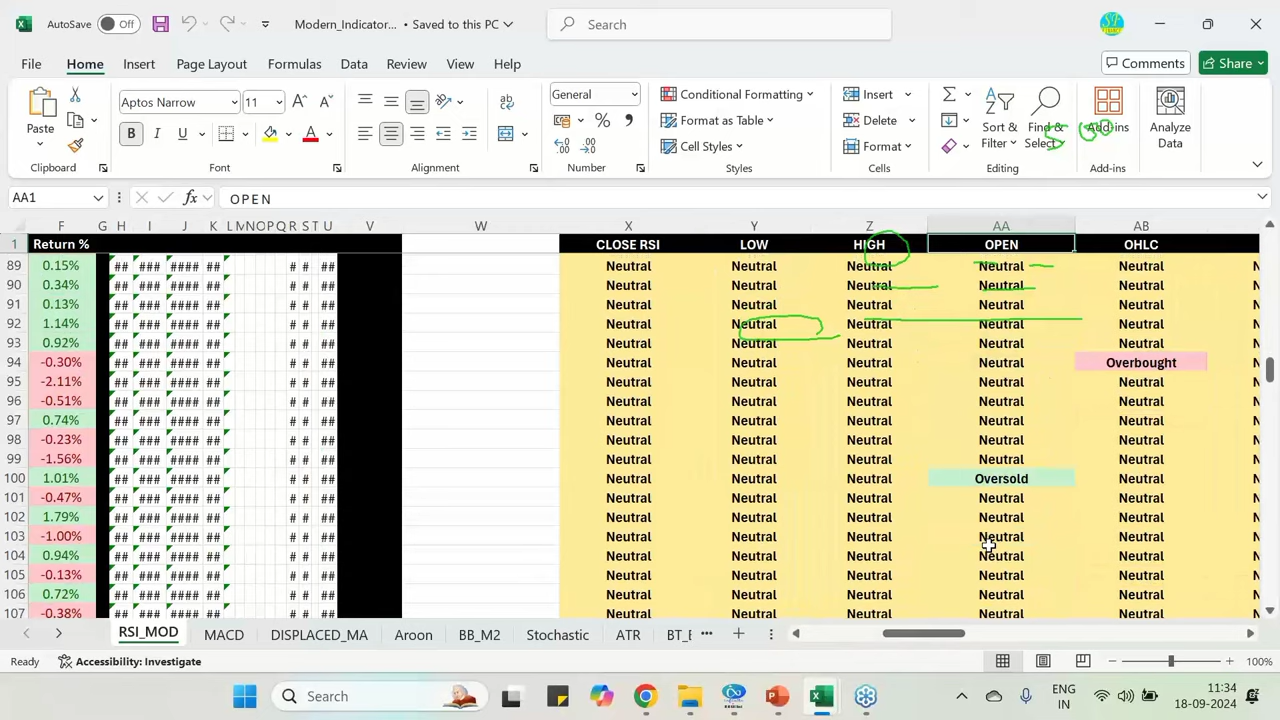 AutoSave Off Modern_Indicator... • Saved to this PC Search
File Home Insert Page Layout Formulas Data Review View Help Comments Share
Paste Aptos Narrow 11 General Conditional Formatting Insert Sort & Find & Add-ins Analyze
B I U Format as Table Delete Filter Select Data
Cell Styles Format
Clipboard Font Alignment Number Styles Cells Editing Add-ins
AA1 fx OPEN
F G H I J K L M N O P Q R S T U V W X Y Z AA AB
1 Return % CLOSE RSI LOW HIGH OPEN OHLC
89 0.15% ## ### #### ## # # ## Neutral Neutral Neutral Neutral Neutral N
90 0.34% ## ### #### ## # # ## Neutral Neutral Neutral Neutral Neutral N
91 0.13% ## ### #### ## # # ## Neutral Neutral Neutral Neutral Neutral N
92 1.14% ## ### #### ## # # ## Neutral Neutral Neutral Neutral Neutral N
93 0.92% ## ### #### ## # # ## Neutral Neutral Neutral Neutral Neutral N
94 -0.30% ## ### #### ## # # ## Neutral Neutral Neutral Neutral Overbought N
95 -2.11% ## ### #### ## # # ## Neutral Neutral Neutral Neutral Neutral N
96 -0.51% ## ### #### ## # # ## Neutral Neutral Neutral Neutral Neutral N
97 0.74% ## ### #### ## # # ## Neutral Neutral Neutral Neutral Neutral N
98 -0.23% ## ### #### ## # # ## Neutral Neutral Neutral Neutral Neutral N
99 -1.56% ## ### #### ## # # ## Neutral Neutral Neutral Neutral Neutral N
100 1.01% ## ### #### ## # # ## Neutral Neutral Neutral Oversold Neutral N
101 -0.47% ## ### #### ## # # ## Neutral Neutral Neutral Neutral Neutral N
102 1.79% ## ### #### ## # # ## Neutral Neutral Neutral Neutral Neutral N
103 -1.00% ## ### #### ## # # ## Neutral Neutral Neutral Neutral Neutral N
104 0.94% ## ### #### ## # # ## Neutral Neutral Neutral Neutral Neutral N
105 -0.13% ## ### #### ## # # ## Neutral Neutral Neutral Neutral Neutral N
106 0.72% ## ### #### ## # # ## Neutral Neutral Neutral Neutral Neutral N
107 -0.38% ## ### #### ## # # ## Neutral Neutral Neutral Neutral Neutral N
RSI_MOD MACD DISPLACED_MA Aroon BB_M2 Stochastic ATR BT_E ...
Ready Accessibility: Investigate 100%
Search ENG IN 11:34 18-09-2024